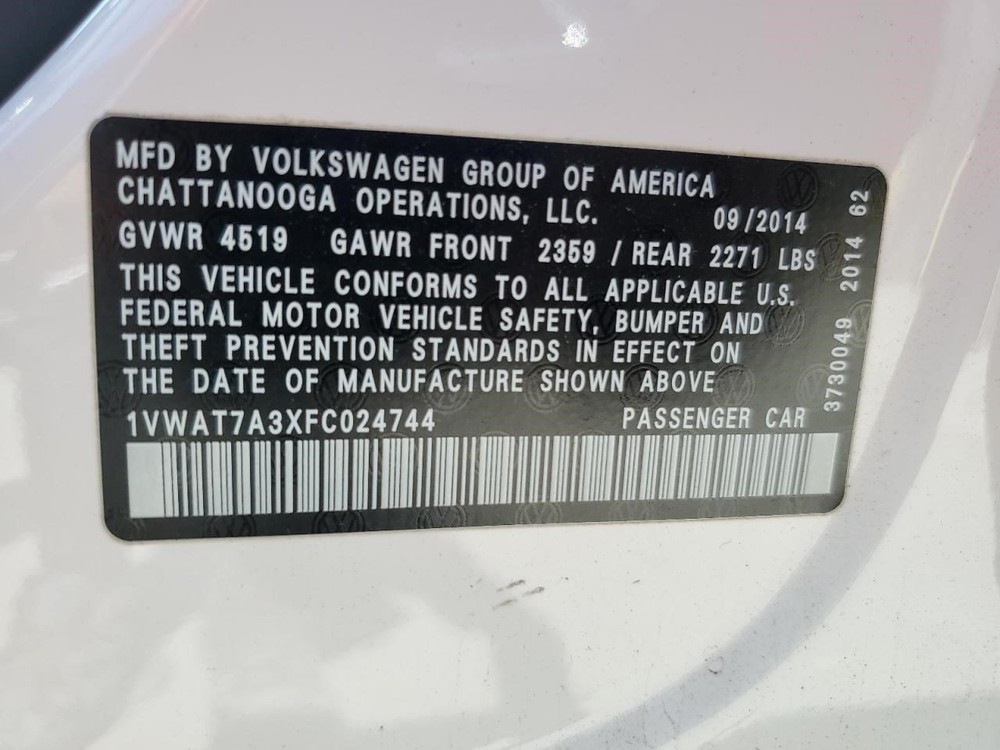 MFD BY VOLKSWAGEN GROUP OF AMERICA
CHATTANOOGA OPERATIONS, LLC. 09/2014
GVWR 4519 GAWR FRONT 2359 / REAR 2271 LBS
THIS VEHICLE CONFORMS TO ALL APPLICABLE U.S.
FEDERAL MOTOR VEHICLE SAFETY, BUMPER AND
THEFT PREVENTION STANDARDS IN EFFECT ON
THE DATE OF MANUFACTURE SHOWN ABOVE
1VWAT7A3XFC024744 PASSENGER CAR
3730049 2014 62